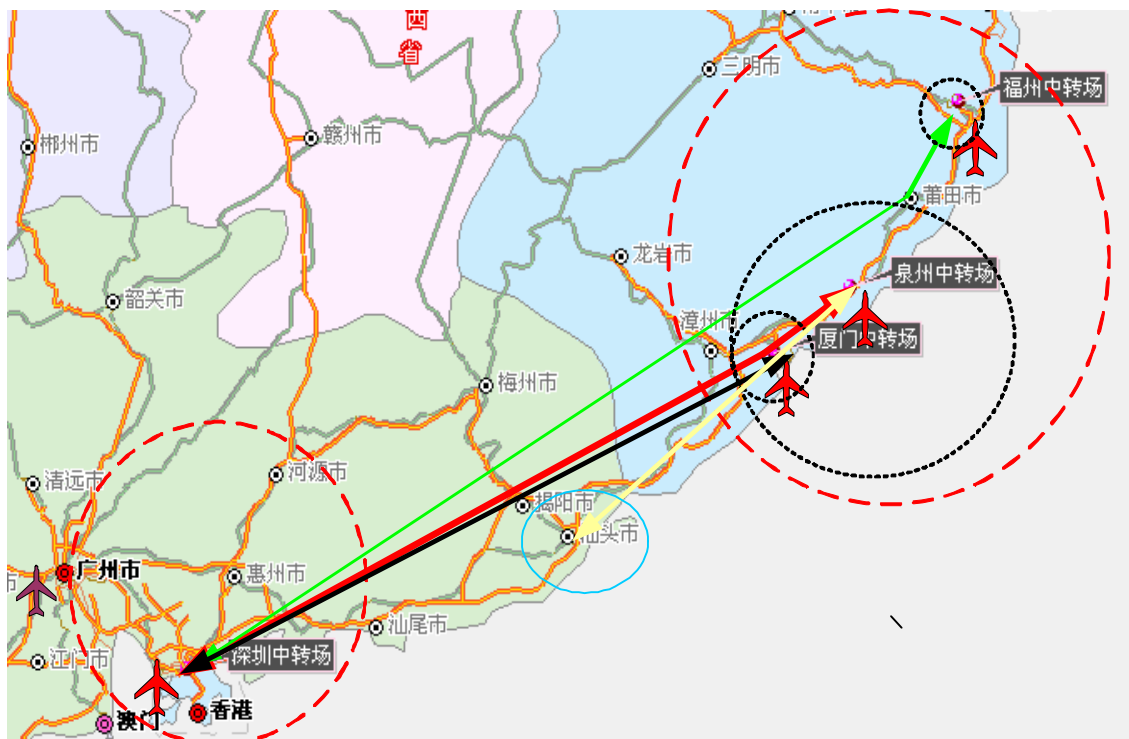 西
省
三明市
福州中转场
郴州市
赣州市
莆田市
龙岩市
泉州中转场
韶关市
漳州市
厦门中转场
梅州市
河源市
清远市
揭阳市
汕头市
广州市
惠州市
市
汕尾市
深圳中转场
江门市
香港
澳门